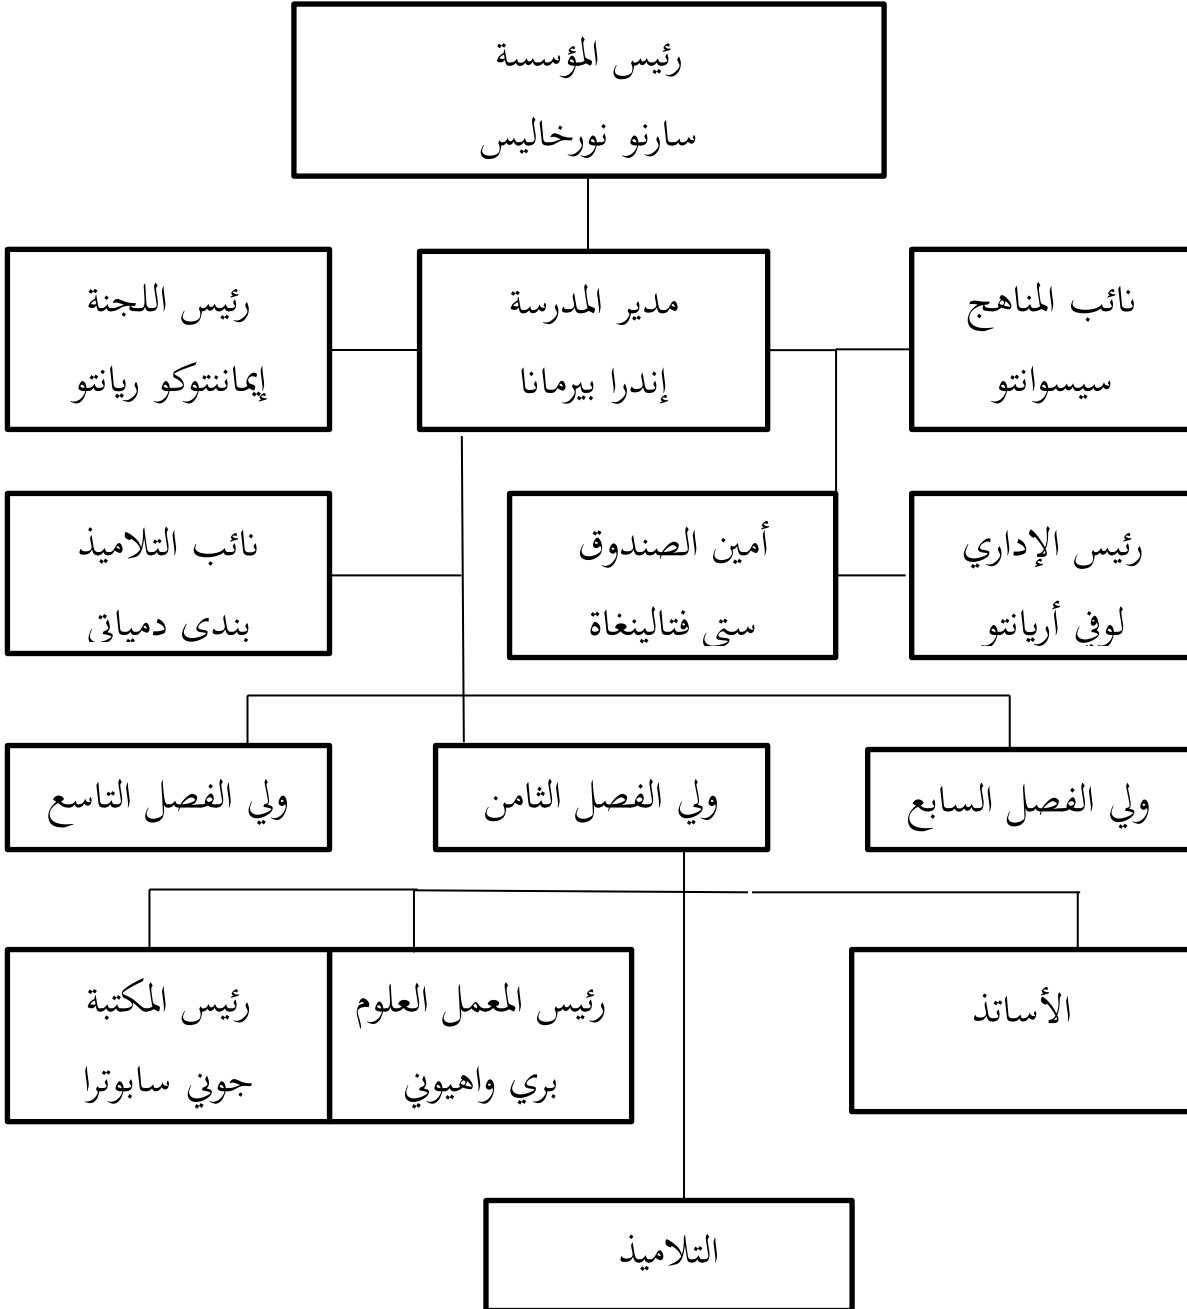 رئيس المؤسسة
سارنو نورخاليس
نائب المناهج
سيسوانتو
مدير المدرسة
إندرا بيرمانا
رئيس اللجنة
إيماننتوكو ريانتو
رئيس الإداري
لوفي أريانتو
أمين الصندوق
ستي فتالينغاة
نائب التلاميذ
بندى دمياتي
ولي الفصل السابع
ولي الفصل الثامن
ولي الفصل التاسع
الأساتذ
رئيس المعمل العلوم
بري واهيوني
رئيس المكتبة
جوني سابوترا
التلاميذ